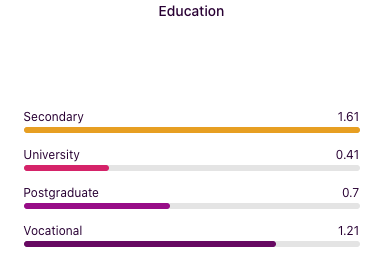 Education
Secondary 1.61
University 0.41
Postgraduate 0.7
Vocational 1.21